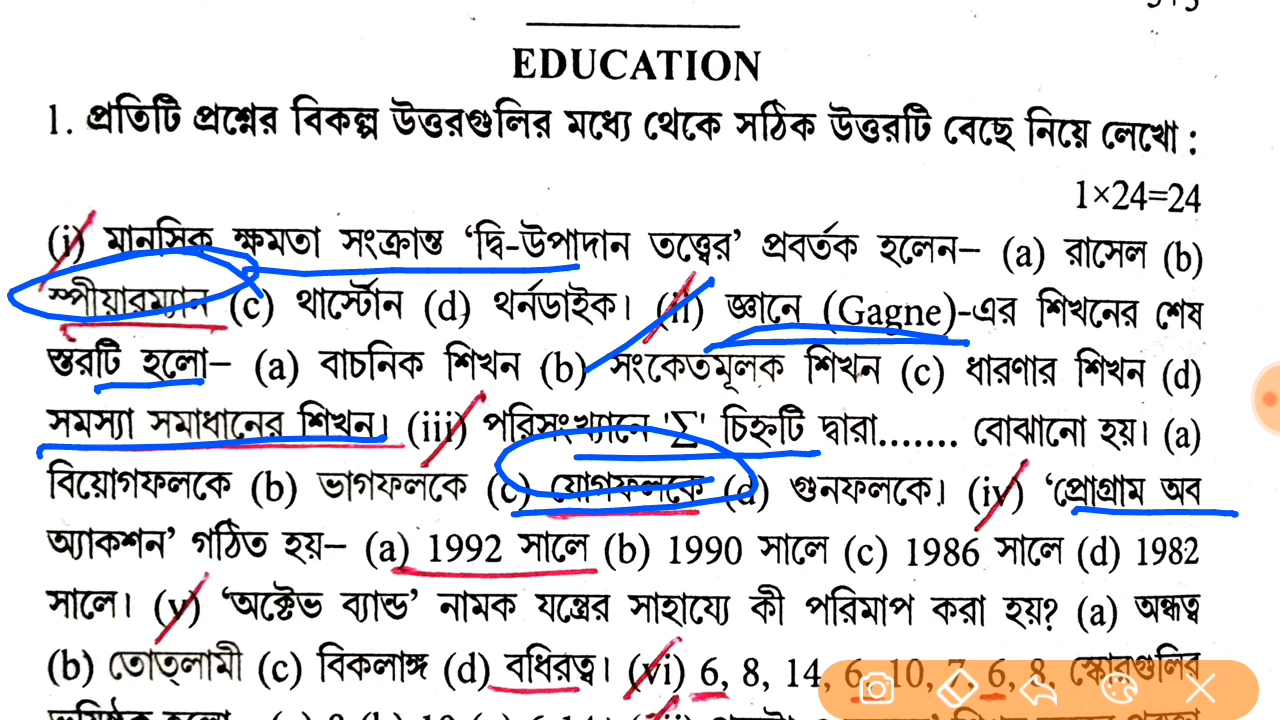 EDUCATION
1. প্রতিটি প্রশ্নের বিকল্প উত্তরগুলির মধ্যে থেকে সঠিক উত্তরটি বেছে নিয়ে লেখো :
1×24=24
(i) মানসিক ক্ষমতা সংক্রান্ত ‘দ্বি-উপাদান তত্ত্বের’ প্রবর্তক হলেন– (a) রাসেল (b)
স্পীয়ারম্যান (c) থার্স্টোন (d) থর্নডাইক। (ii) জ্ঞানে (Gagne)-এর শিখনের শেষ
স্তরটি হলো– (a) বাচনিক শিখন (b) সংকেতমূলক শিখন (c) ধারণার শিখন (d)
সমস্যা সমাধানের শিখন। (iii) পরিসংখ্যানে '∑' চিহ্নটি দ্বারা....... বোঝানো হয়। (a)
বিয়োগফলকে (b) ভাগফলকে (c) যোগফলকে (d) গুনফলকে। (iv) ‘প্রোগ্রাম অব
অ্যাকশন’ গঠিত হয়– (a) 1992 সালে (b) 1990 সালে (c) 1986 সালে (d) 1982
সালে। (v) ‘অক্টেভ ব্যান্ড’ নামক যন্ত্রের সাহায্যে কী পরিমাপ করা হয়? (a) অন্ধত্ব
(b) তোত্লামী (c) বিকলাঙ্গ (d) বধিরত্ব। (vi) 6, 8, 14, 6, 10, 7, 6, 8, স্কোরগুলির